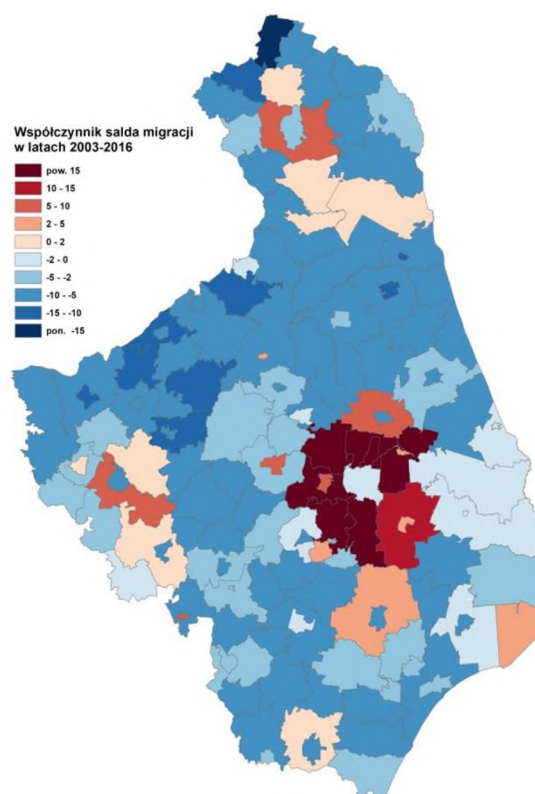 Współczynnik salda migracji
w latach 2003-2016
pow. 15
10 - 15
5 - 10
2 - 5
0 - 2
-2 - 0
-5 - -2
-10 - -5
-15 - -10
pon. -15